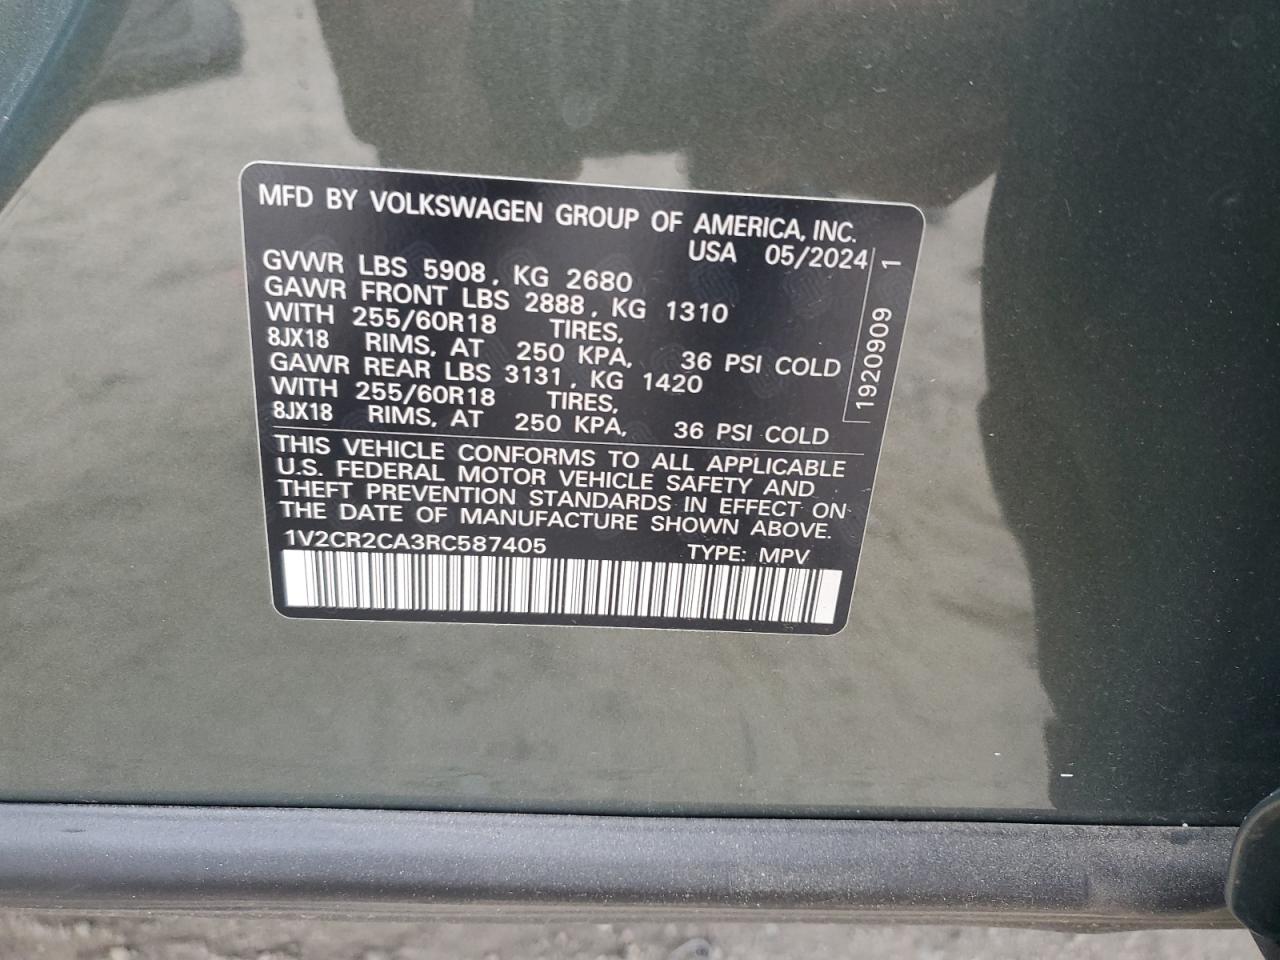 MFD BY VOLKSWAGEN GROUP OF AMERICA, INC.
USA 05/2024
GVWR LBS 5908, KG 2680
GAWR FRONT LBS 2888, KG 1310
WITH 255/60R18 TIRES,
8JX18 RIMS, AT 250 KPA, 36 PSI COLD
GAWR REAR LBS 3131, KG 1420
WITH 255/60R18 TIRES,
8JX18 RIMS, AT 250 KPA, 36 PSI COLD
1920909 1
THIS VEHICLE CONFORMS TO ALL APPLICABLE
U.S. FEDERAL MOTOR VEHICLE SAFETY AND
THEFT PREVENTION STANDARDS IN EFFECT ON
THE DATE OF MANUFACTURE SHOWN ABOVE.
1V2CR2CA3RC587405 TYPE: MPV